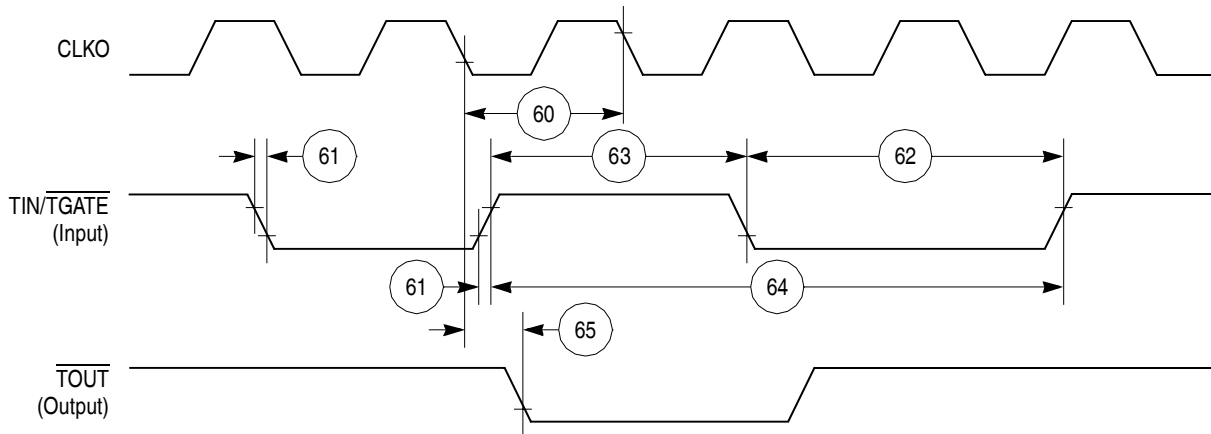 CLKO
60
61
63
62
TIN/TGATE
(Input)
61
64
65
TOUT
(Output)